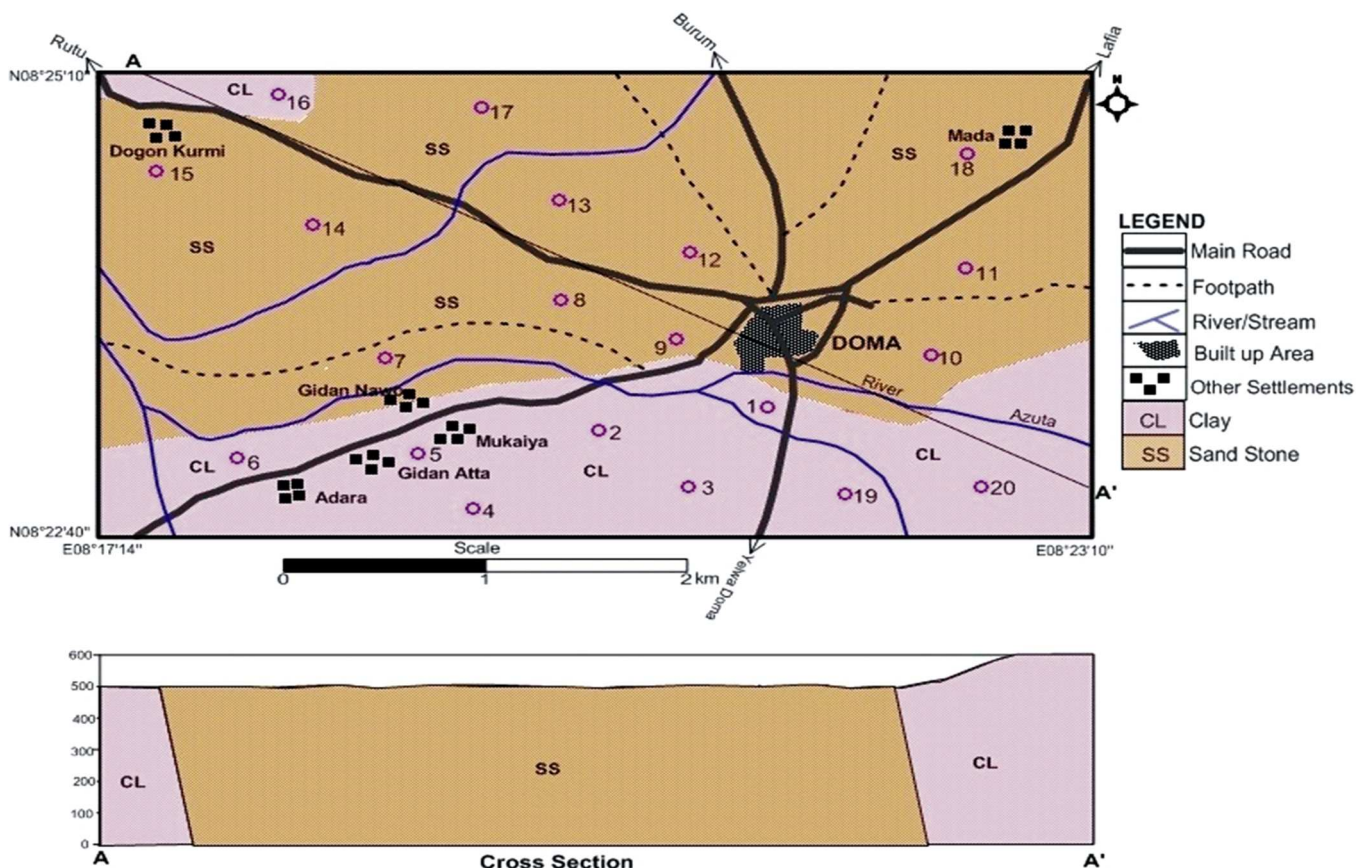 Rutu
A
Burum
Lafia
N08°25'10"
N
CL
16
17
Dogon Kurmi
15
SS
SS
Mada
18
13
14
SS
12
11
SS
8
9
DOMA
10
7
Gidan Nawo
River
Azuta
1
2
Mukaiya
CL
6
5
Gidan Atta
CL
CL
Adara
4
3
19
20
A'
N08°22'40"
E08°17'14"
Scale
E08°23'10"
0 1 2 km
Yelwa Doma
LEGEND
Main Road
Footpath
River/Stream
Built up Area
Other Settlements
CL Clay
SS Sand Stone
600
500
400
300
200
100
0
CL
SS
CL
A
Cross Section
A'